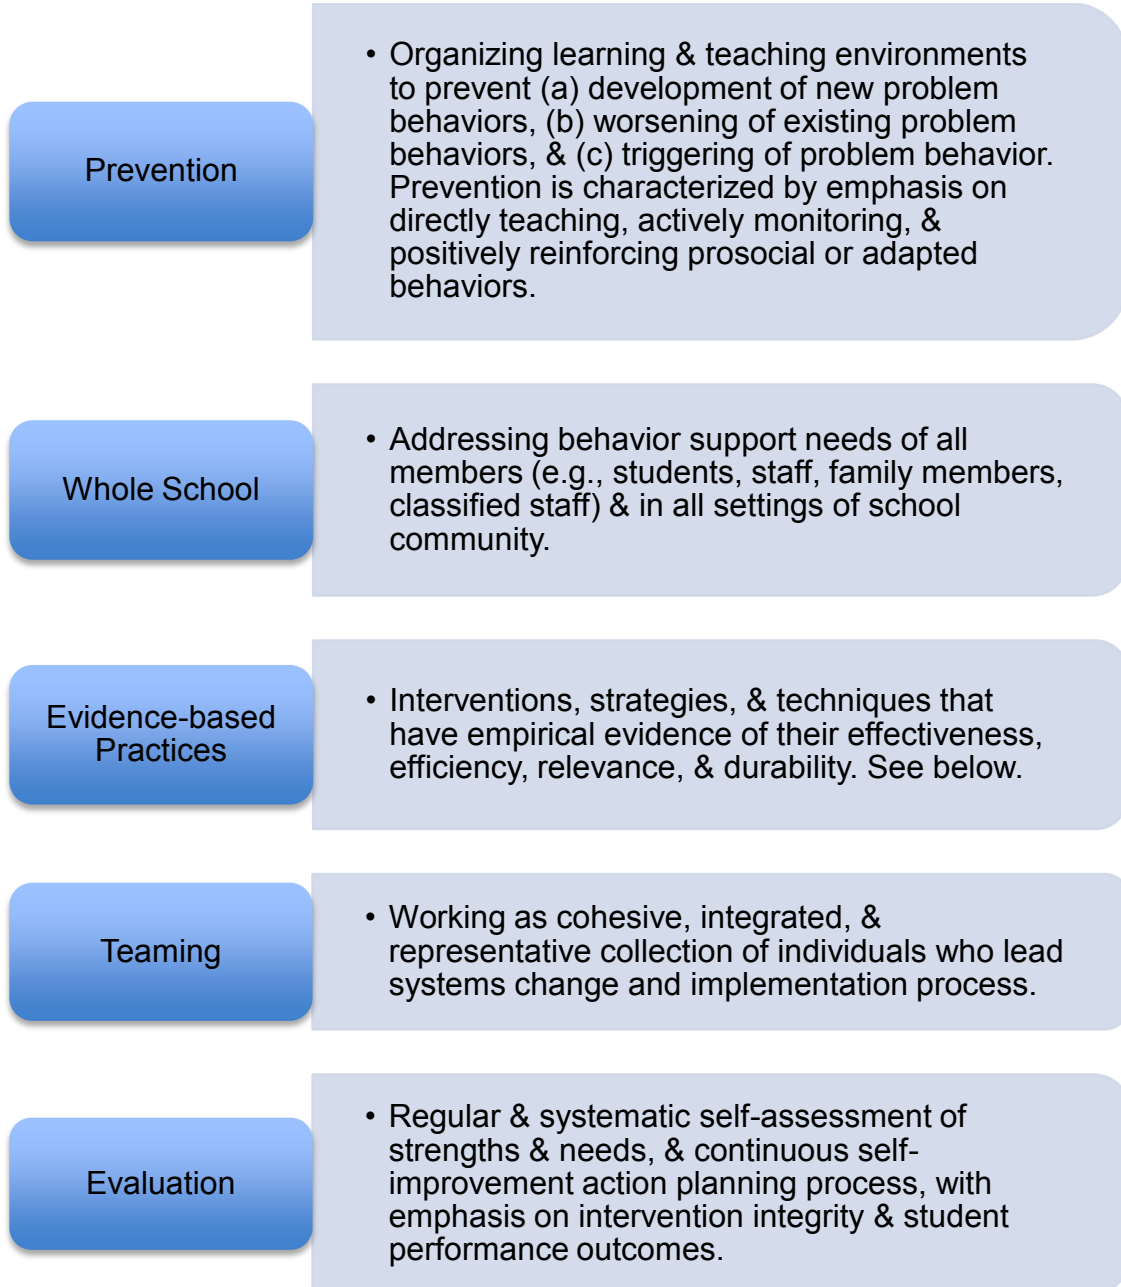 Prevention
• Organizing learning & teaching environments
to prevent (a) development of new problem
behaviors, (b) worsening of existing problem
behaviors, & (c) triggering of problem behavior.
Prevention is characterized by emphasis on
directly teaching, actively monitoring, &
positively reinforcing prosocial or adapted
behaviors.
Whole School
• Addressing behavior support needs of all
members (e.g., students, staff, family members,
classified staff) & in all settings of school
community.
Evidence-based
Practices
• Interventions, strategies, & techniques that
have empirical evidence of their effectiveness,
efficiency, relevance, & durability. See below.
Teaming
• Working as cohesive, integrated, &
representative collection of individuals who lead
systems change and implementation process.
Evaluation
• Regular & systematic self-assessment of
strengths & needs, & continuous self-
improvement action planning process, with
emphasis on intervention integrity & student
performance outcomes.